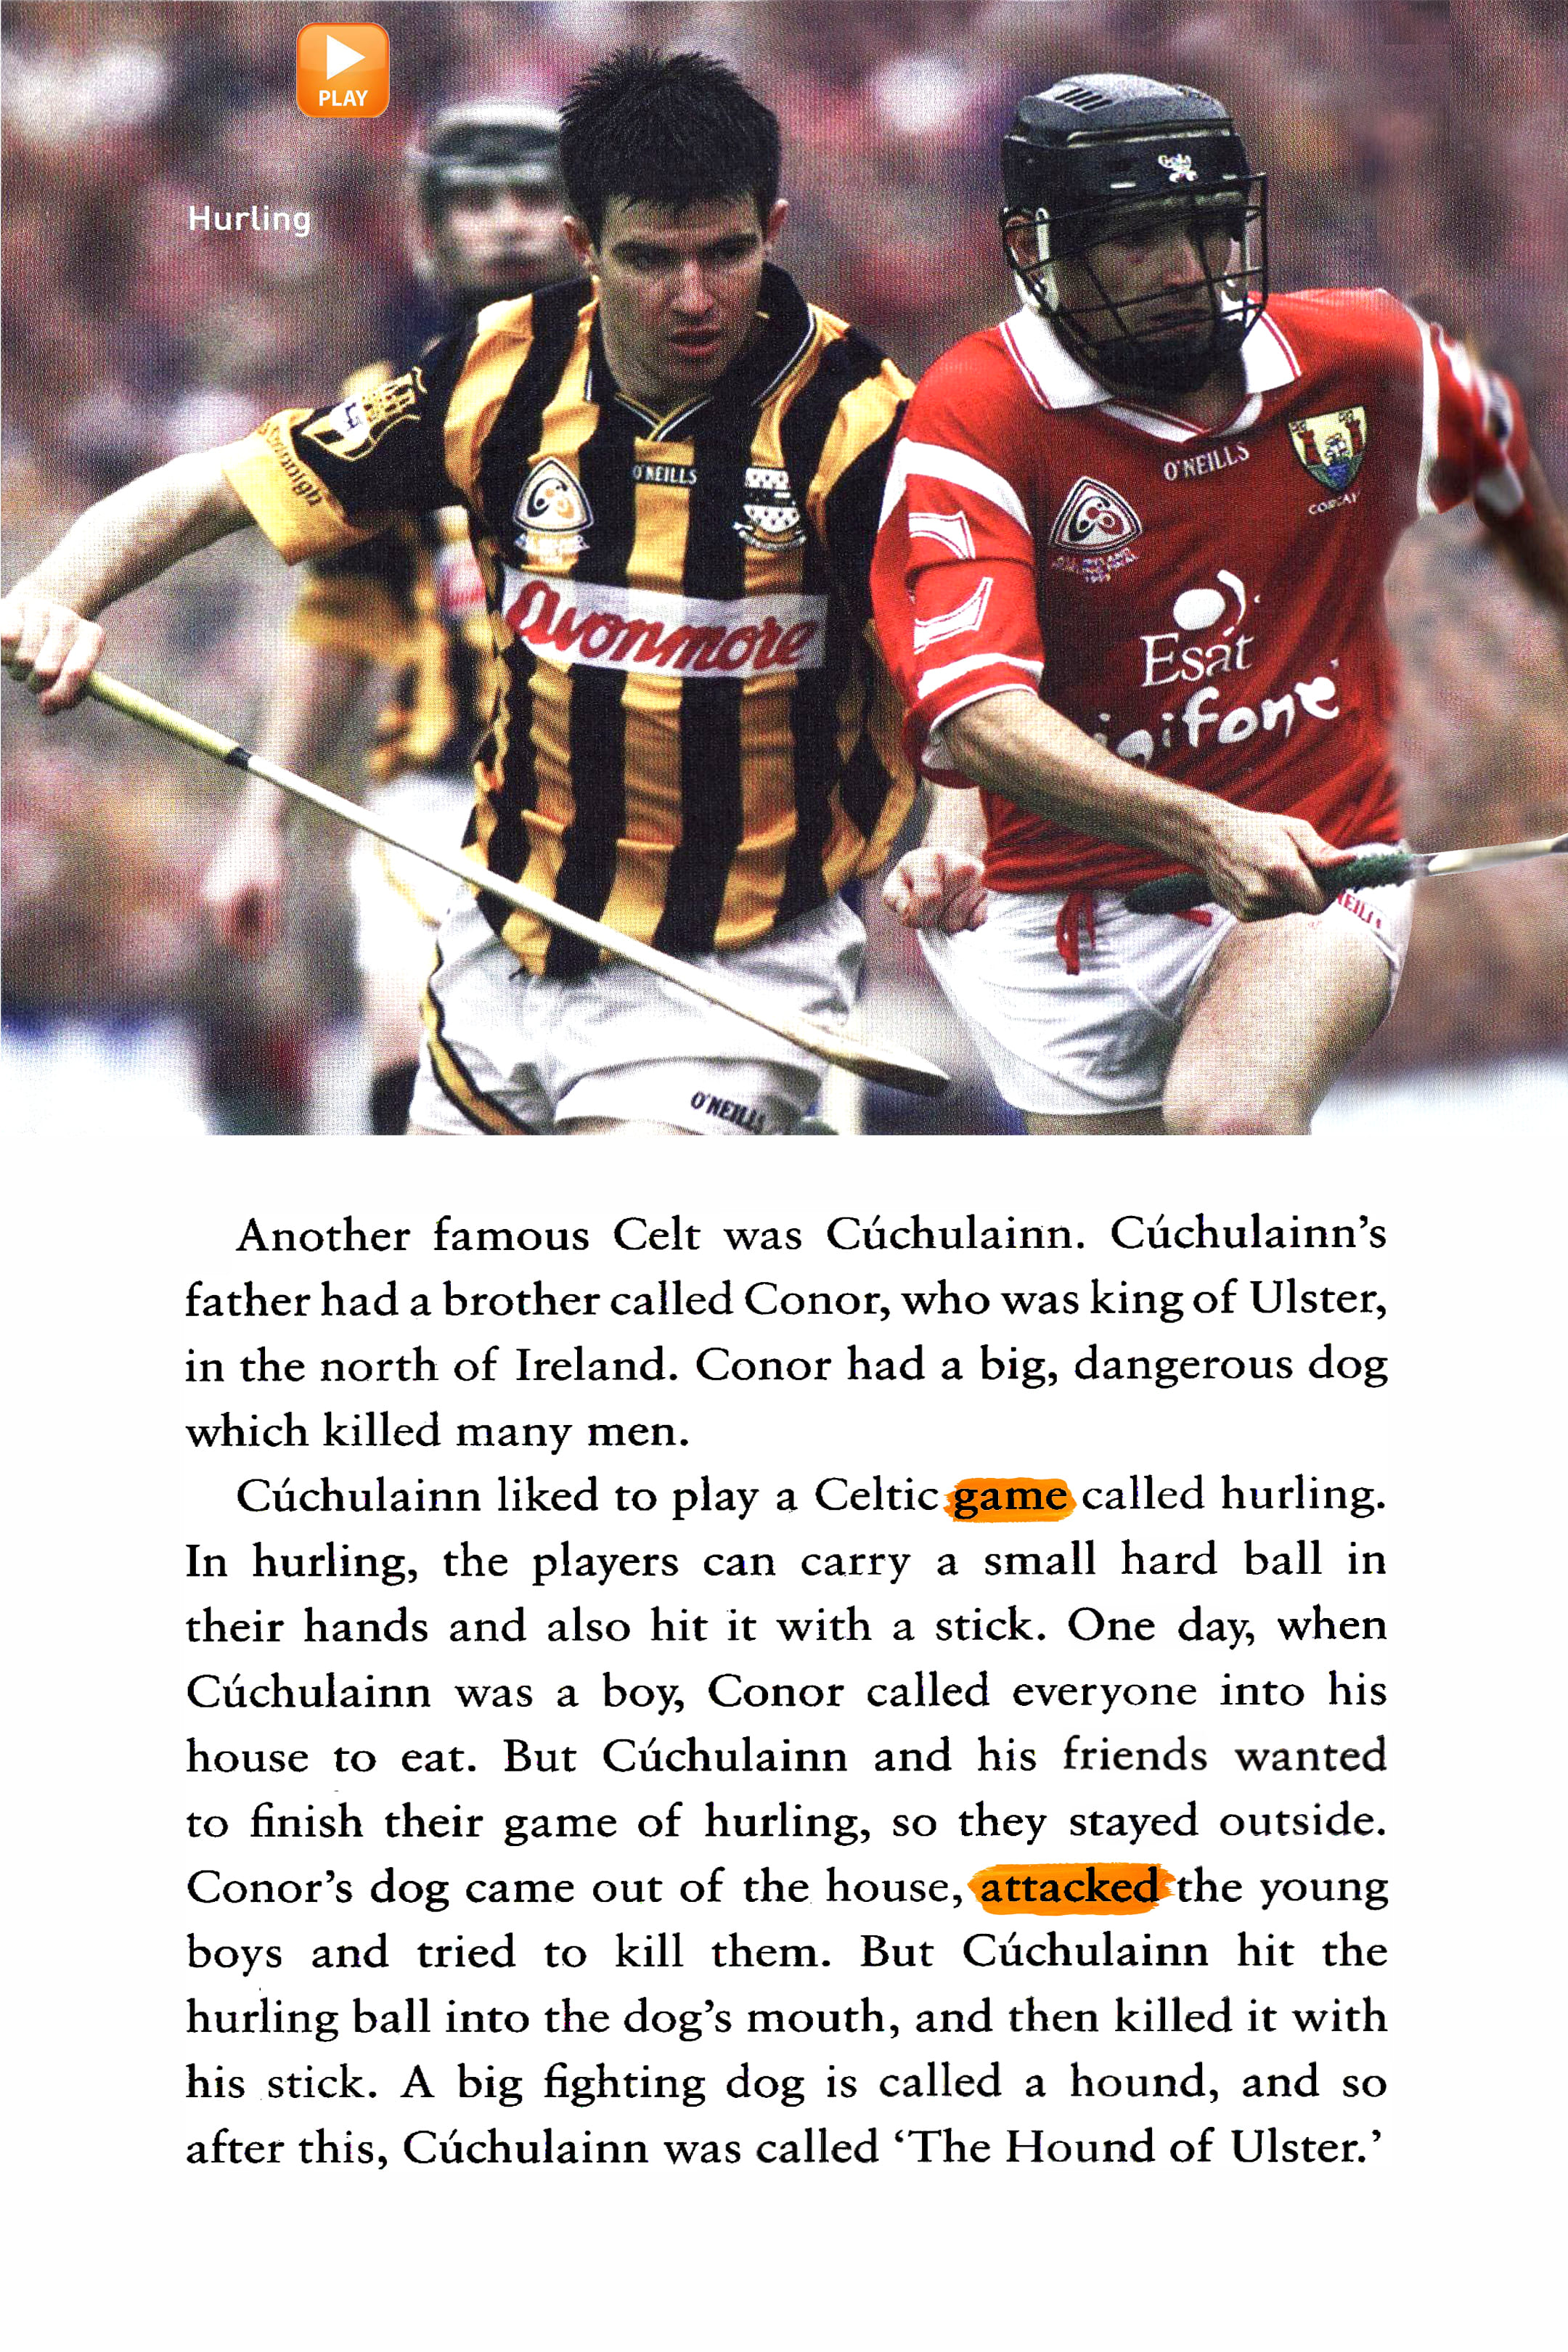 PLAY
Hurling
O'NEILLS
Avonmore
O'NEILLS
O'NEILLS
CORCAIGH
Esat
Digifone
Another famous Celt was Cúchulainn. Cúchulainn’s
father had a brother called Conor, who was king of Ulster,
in the north of Ireland. Conor had a big, dangerous dog
which killed many men.
Cúchulainn liked to play a Celtic game called hurling.
In hurling, the players can carry a small hard ball in
their hands and also hit it with a stick. One day, when
Cúchulainn was a boy, Conor called everyone into his
house to eat. But Cúchulainn and his friends wanted
to finish their game of hurling, so they stayed outside.
Conor’s dog came out of the house, attacked the young
boys and tried to kill them. But Cúchulainn hit the
hurling ball into the dog’s mouth, and then killed it with
his stick. A big fighting dog is called a hound, and so
after this, Cúchulainn was called ‘The Hound of Ulster.’